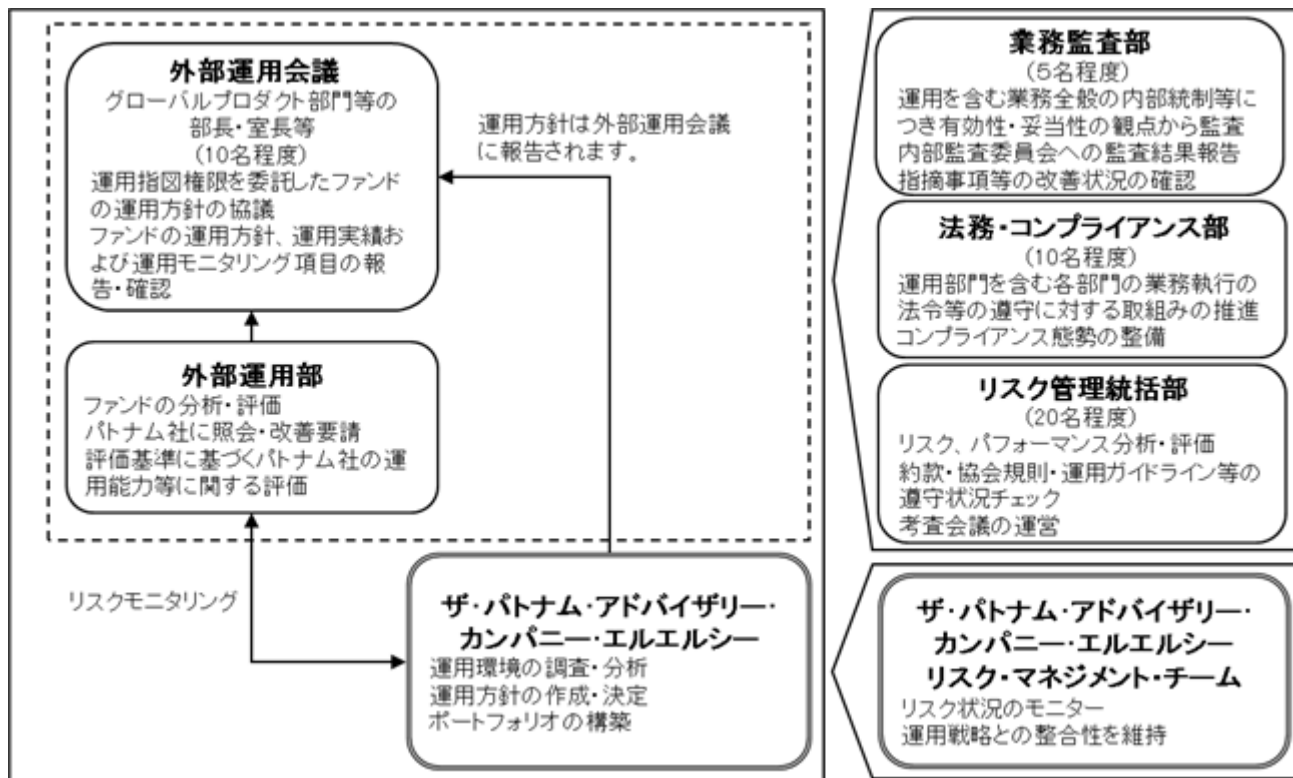 外部運用会議
グローバルプロダクト部門等の
部長・室長等
(10名程度)
運用指図権限を委託したファンド
の運用方針の協議
ファンドの運用方針、運用実績お
よび運用モニタリング項目の報
告・確認
運用方針は外部運用会議
に報告されます。
外部運用部
ファンドの分析・評価
パトナム社に照会・改善要請
評価基準に基づくパトナム社の運
用能力等に関する評価
リスクモニタリング
ザ・パトナム・アドバイザリー・
カンパニー・エルエルシー
運用環境の調査・分析
運用方針の作成・決定
ポートフォリオの構築
業務監査部
(5名程度)
運用を含む業務全般の内部統制等に
つき有効性・妥当性の観点から監査
内部監査委員会への監査結果報告
指摘事項等の改善状況の確認
法務・コンプライアンス部
(10名程度)
運用部門を含む各部門の業務執行の
法令等の遵守に対する取組みの推進
コンプライアンス態勢の整備
リスク管理統括部
(20名程度)
リスク、パフォーマンス分析・評価
約款・協会規則・運用ガイドライン等の
遵守状況チェック
考査会議の運営
ザ・パトナム・アドバイザリー・
カンパニー・エルエルシー
リスク・マネジメント・チーム
リスク状況のモニター
運用戦略との整合性を維持